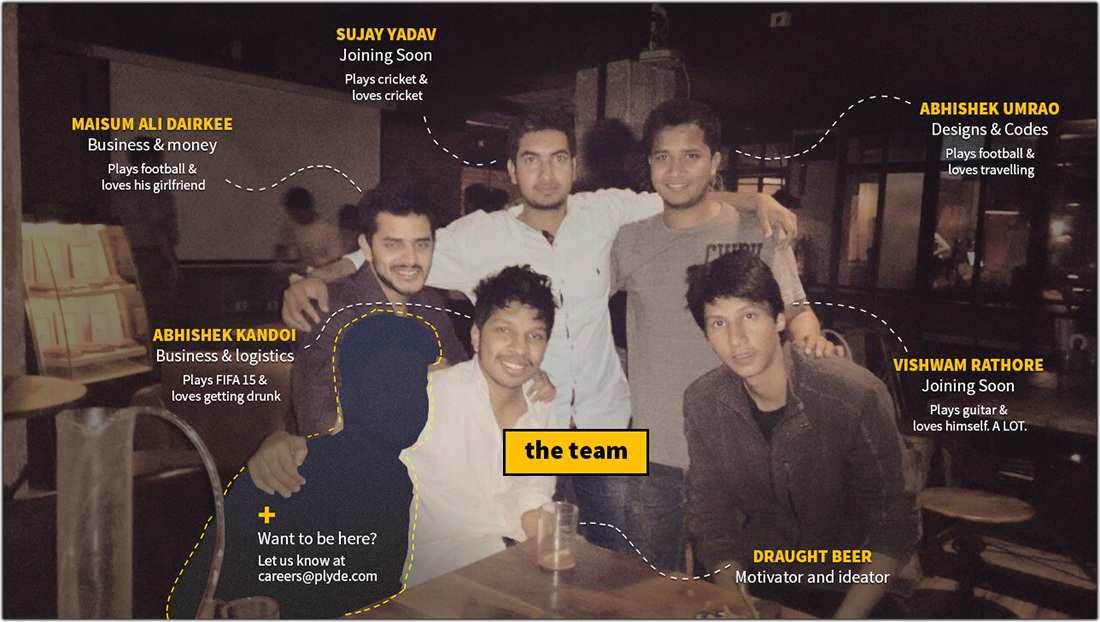 SUJAY YADAV
Joining Soon
Plays cricket &
loves cricket
MAISUM ALI DAIRKEE
Business & money
Plays football &
loves his girlfriend
ABHISHEK UMRAO
Designs & Codes
Plays football &
loves travelling
ABHISHEK KANDOI
Business & logistics
Plays FIFA 15 &
loves getting drunk
VISHWAM RATHORE
Joining Soon
Plays guitar &
loves himself. A LOT.
the team
+
Want to be here?
Let us know at
careers@plyde.com
DRAUGHT BEER
Motivator and ideator